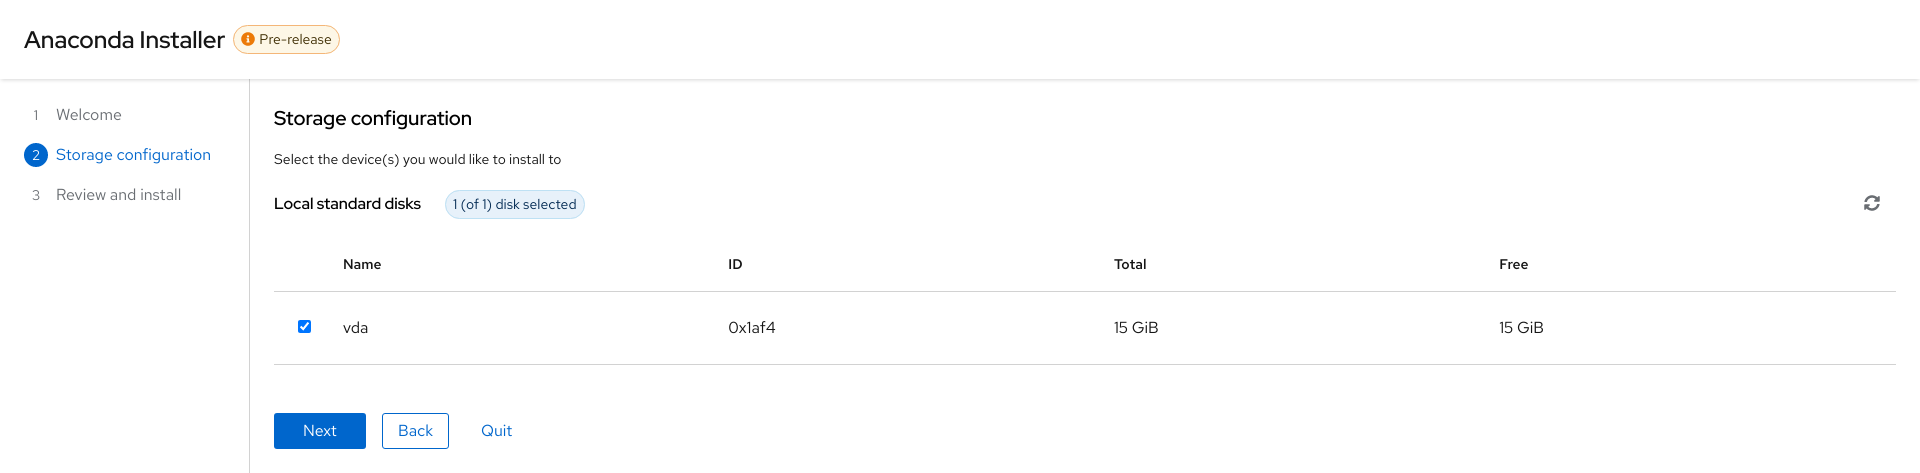 Anaconda Installer Pre-release
1 Welcome
2 Storage configuration
3 Review and install
Storage configuration
Select the device(s) you would like to install to
Local standard disks 1 (of 1) disk selected
Name ID Total Free
vda 0x1af4 15 GiB 15 GiB
Next Back Quit